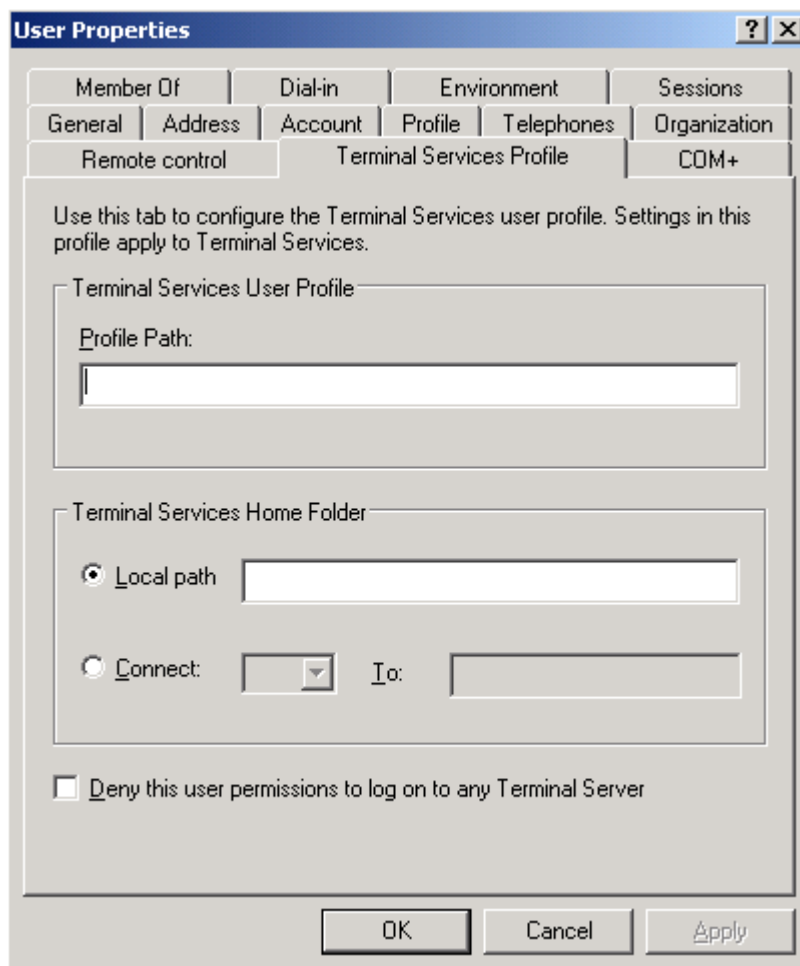 User Properties
Member Of Dial-in Environment Sessions
General Address Account Profile Telephones Organization
Remote control Terminal Services Profile COM+
Use this tab to configure the Terminal Services user profile. Settings in this
profile apply to Terminal Services.
Terminal Services User Profile
Profile Path:
Terminal Services Home Folder
Local path
Connect: To:
Deny this user permissions to log on to any Terminal Server
OK Cancel Apply